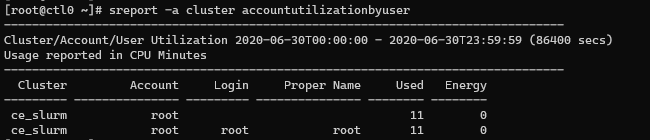 [root@ctl0 ~]# sreport -a cluster accountutilizationbyuser
--------------------------------------------------------------------------------
Cluster/Account/User Utilization 2020-06-30T00:00:00 - 2020-06-30T23:59:59 (86400 secs)
Usage reported in CPU Minutes
--------------------------------------------------------------------------------
Cluster Account Login Proper Name Used Energy
--------- --------------- --------- --------------- -------- --------
ce_slurm root 11 0
ce_slurm root root root 11 0